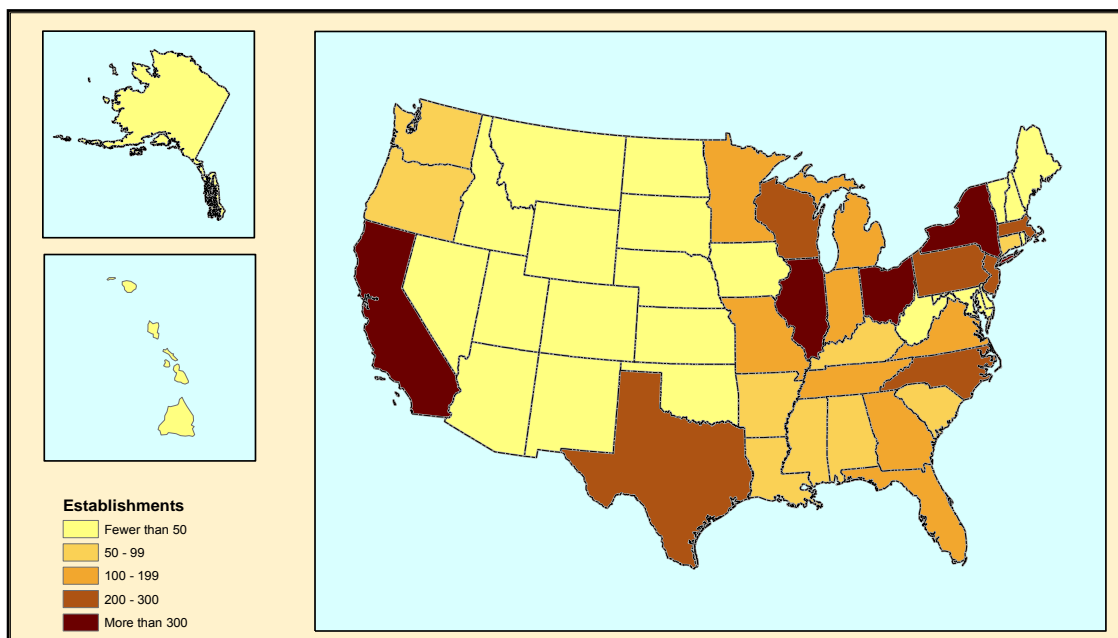 Establishments
Fewer than 50
50 - 99
100 - 199
200 - 300
More than 300